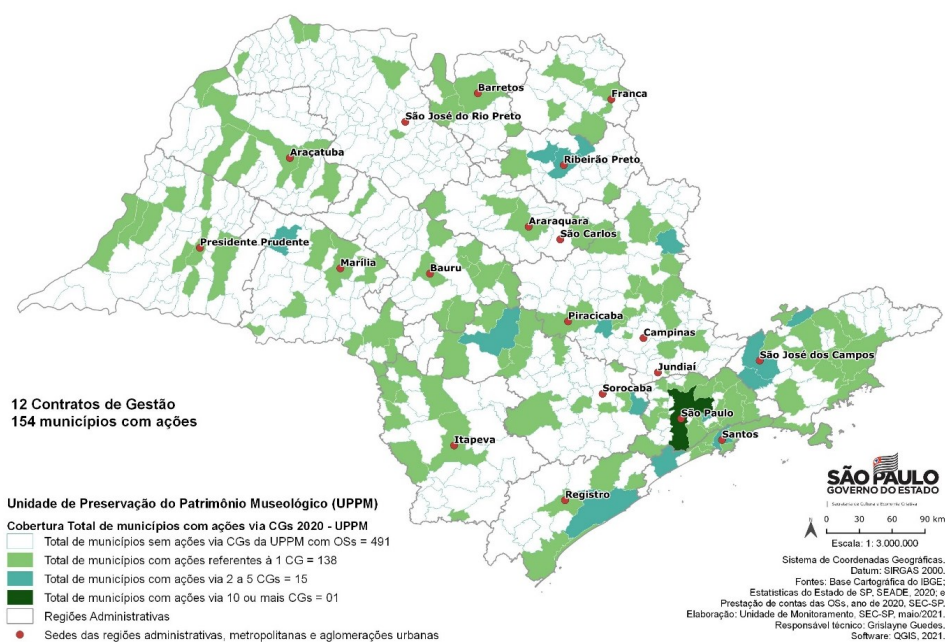 Barretos
Franca
São José do Rio Preto
Araçatuba
Ribeirão Preto
Araraquara
São Carlos
Presidente Prudente
Marília
Bauru
Piracicaba
Campinas
São José dos Campos
Jundiaí
Sorocaba
São Paulo
Santos
Itapeva
Registro
12 Contratos de Gestão
154 municípios com ações
Unidade de Preservação do Patrimônio Museológico (UPPM)
Cobertura Total de municípios com ações via CGs 2020 - UPPM
Total de municípios sem ações via CGs da UPPM com OSs = 491
Total de municípios com ações referentes à 1 CG = 138
Total de municípios com ações via 2 a 5 CGs = 15
Total de municípios com ações via 10 ou mais CGs = 01
Regiões Administrativas
Sedes das regiões administrativas, metropolitanas e aglomerações urbanas
SÃO PAULO
GOVERNO DO ESTADO
Secretaria de Cultura e Economia Criativa
N
0 30 60 90 km
Escala: 1: 3.000.000
Sistema de Coordenadas Geográficas.
Datum: SIRGAS 2000.
Fontes: Base Cartográfica do IBGE;
Estatísticas do Estado de SP, SEADE, 2020; e
Prestação de contas das OSs, ano de 2020, SEC-SP.
Elaboração: Unidade de Monitoramento, SEC-SP, maio/2021.
Responsável técnico: Grislayne Guedes.
Software: QGIS, 2021.